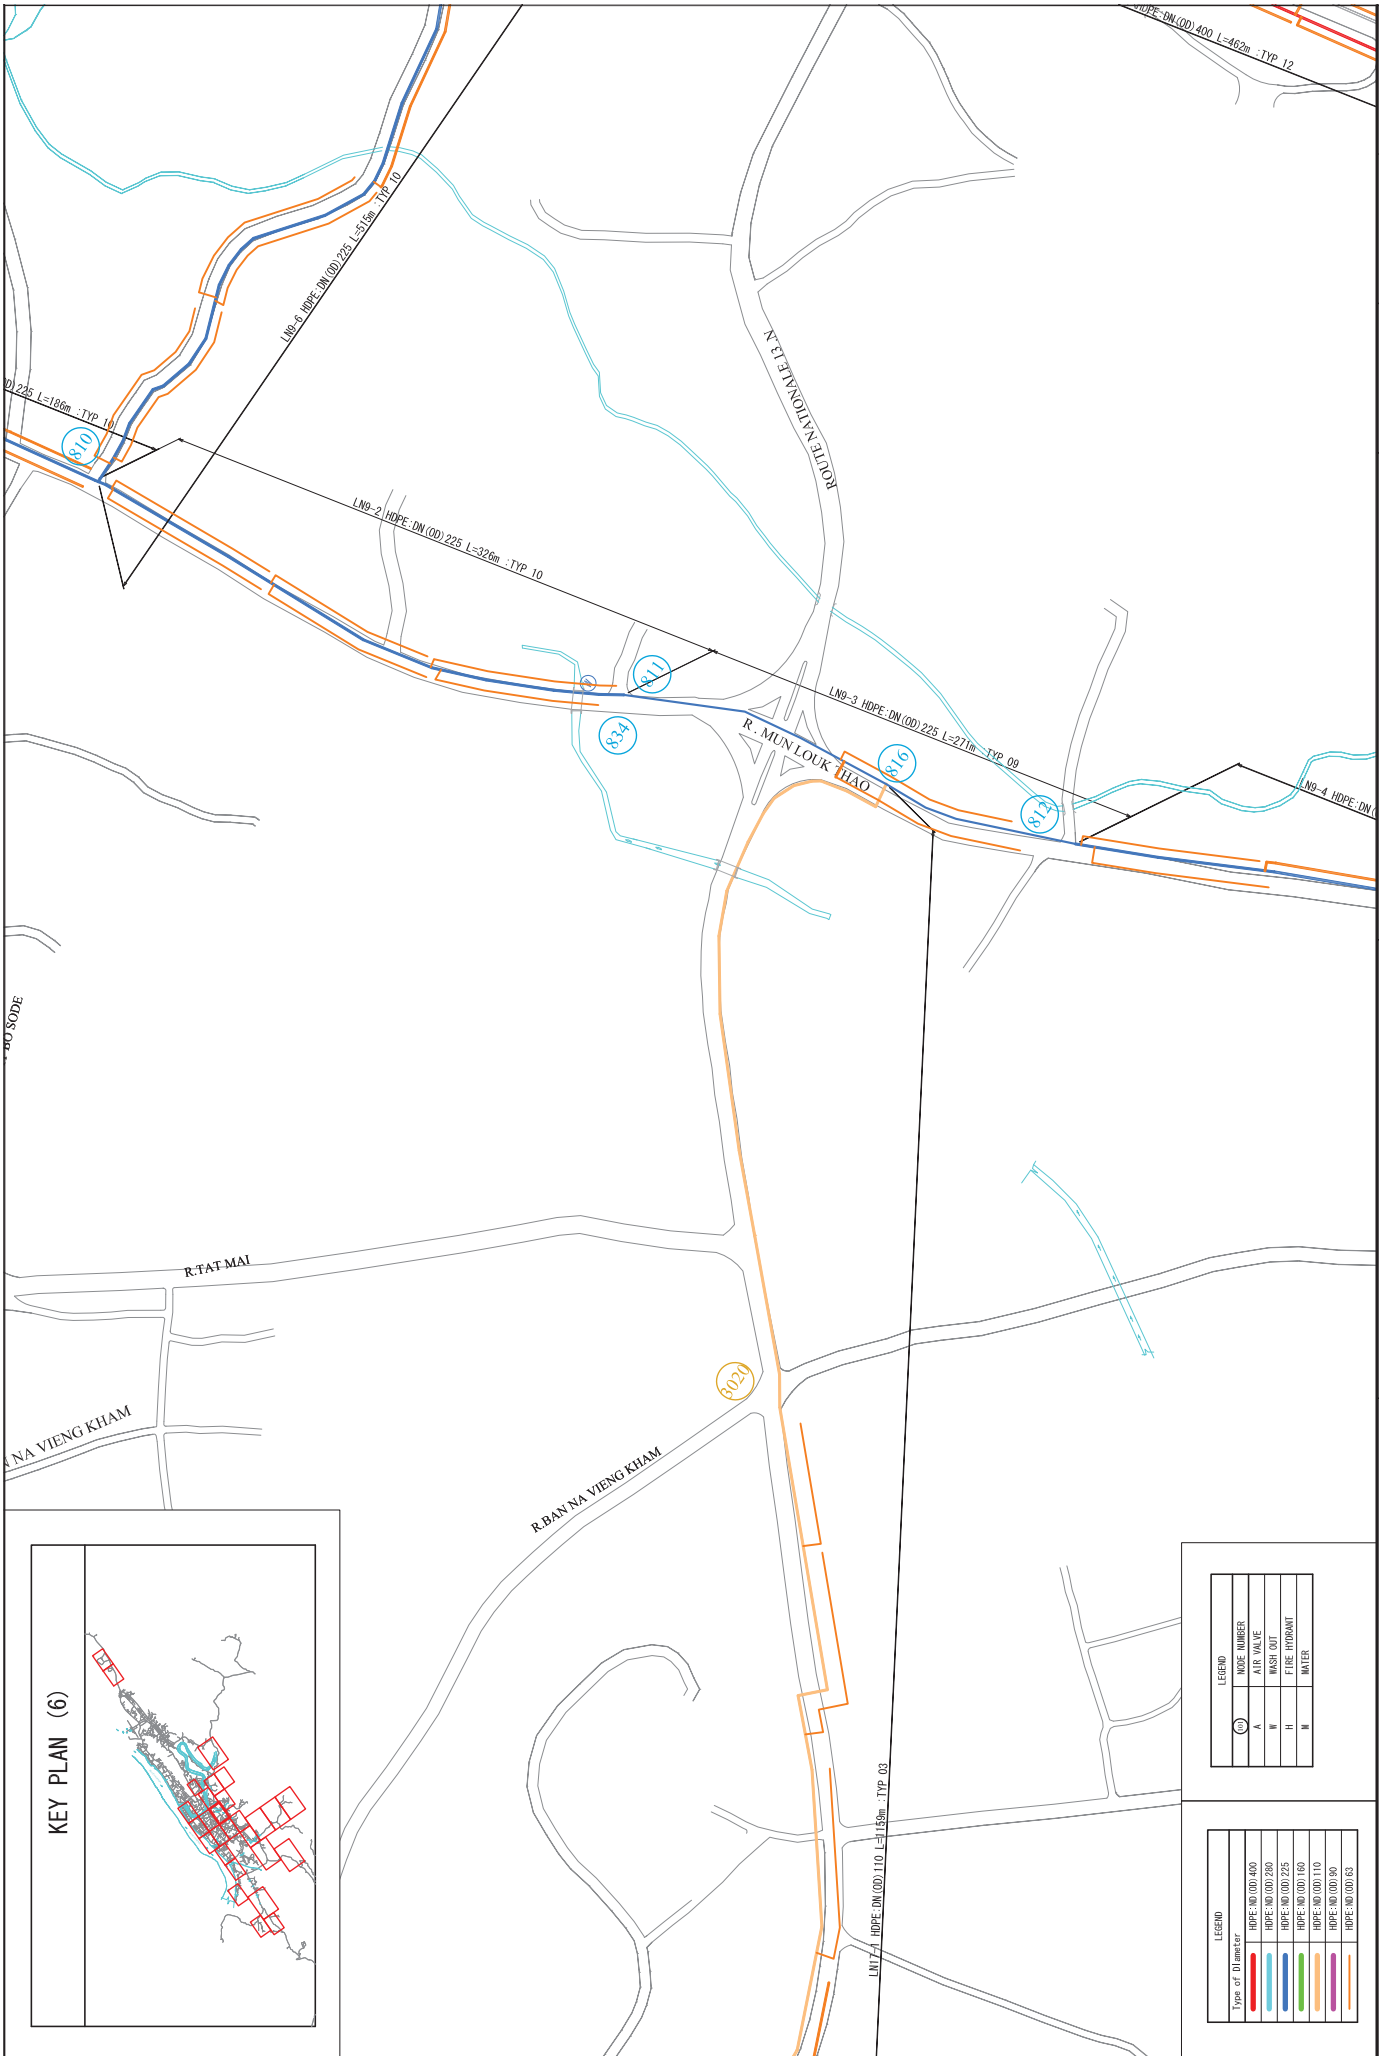 HDPE:DN(OD)400 L=462m :TYP 12
LN9-6 HDPE:DN(OD)225 L=515m :TYP 10
ROUTE NATIONALE.13..N
225 L=186m :TYP 10
810
LN9-2 HDPE:DN(OD)225 L=326m :TYP 10
811
834
W
LN9-3 HDPE:DN(OD)225 L=271m :TYP 09
R. MUN LOUK THAO
816
812
LN9-4 HDPE:DN(
BO SODE
R.TAT MAI
3020
NA VIENG KHAM
R.BAN NA VIENG KHAM
LN17-1 HDPE:DN(OD)110 L=1159m :TYP 03
KEY PLAN (6)
LEGEND
101 NODE NUMBER
A AIR VALVE
W WASH OUT
H FIRE HYDRANT
M MATER
LEGEND
Type of Diameter
HDPE:ND(OD)400
HDPE:ND(OD)280
HDPE:ND(OD)225
HDPE:ND(OD)160
HDPE:ND(OD)110
HDPE:ND(OD)90
HDPE:ND(OD)63